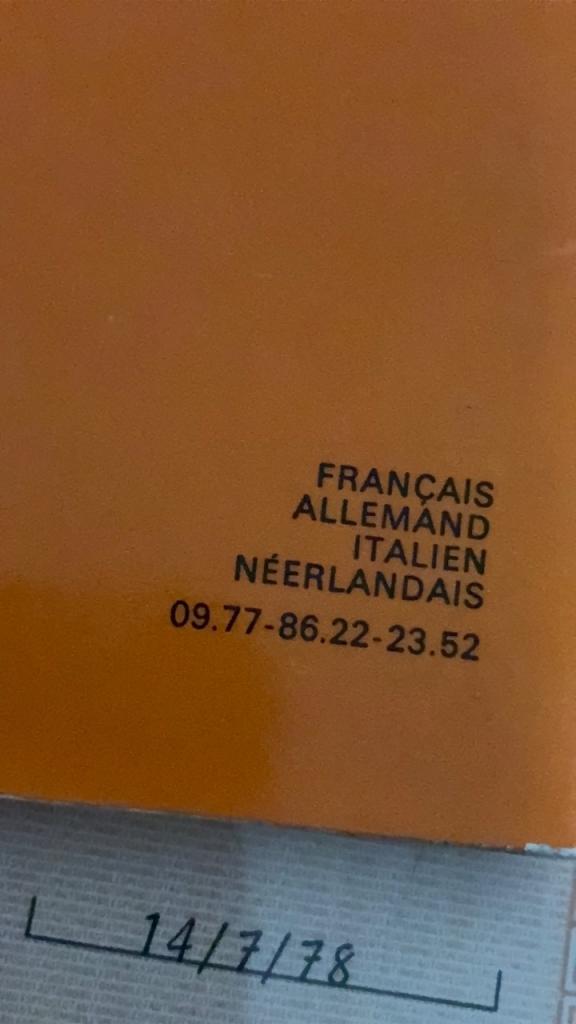 FRANÇAIS
ALLEMAND
ITALIEN
NÉERLANDAIS
09.77-86.22-23.52
14/7/78